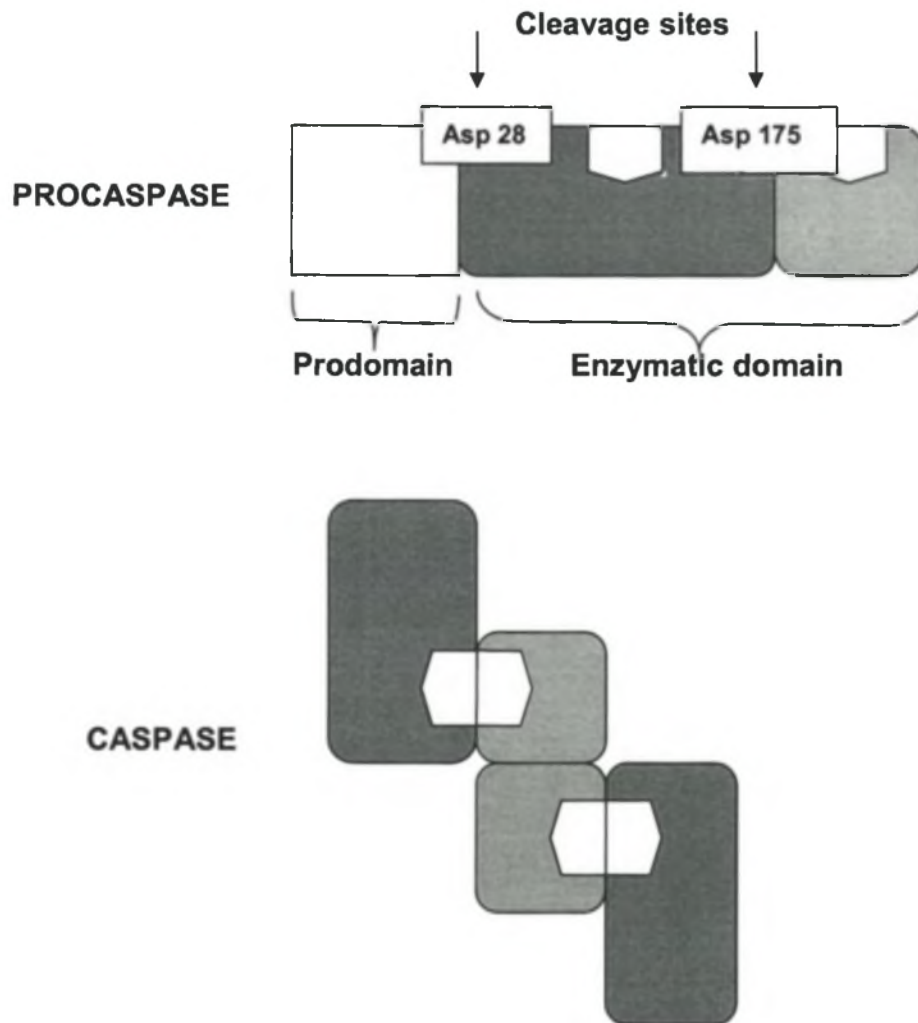 Cleavage sites
Asp 28
Asp 175
PROCASPASE
Prodomain
Enzymatic domain
CASPASE